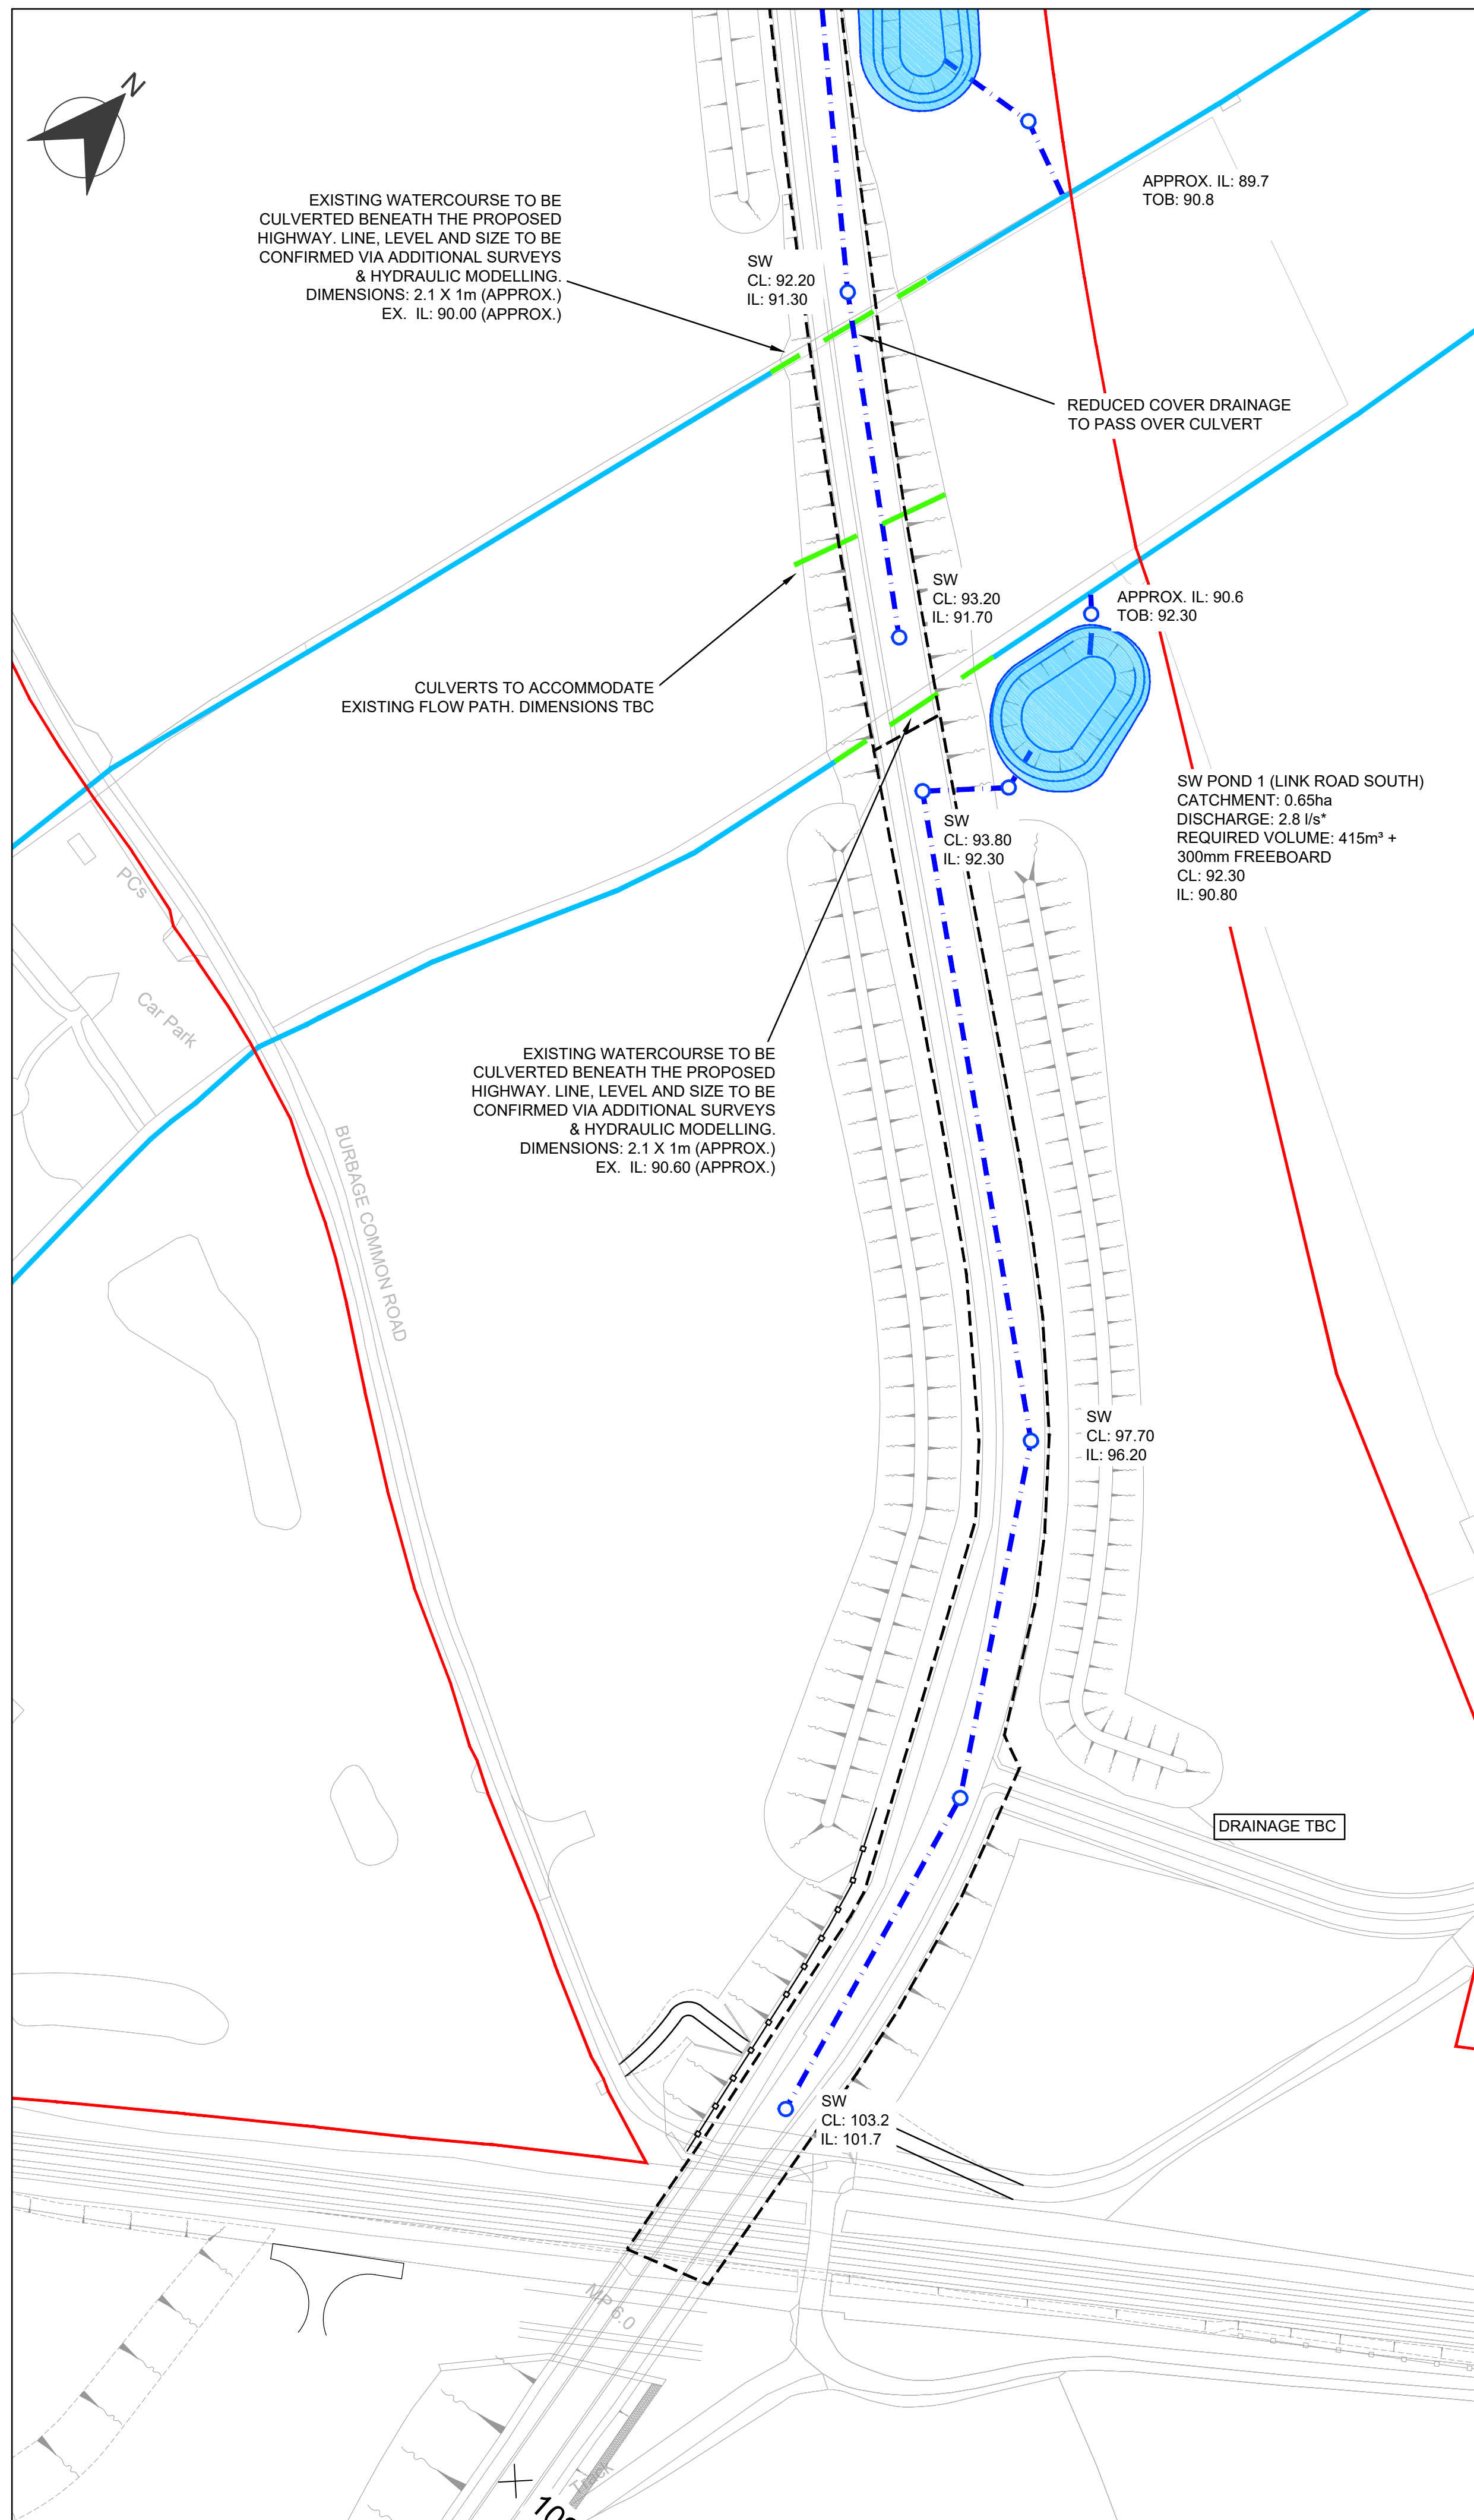 N
EXISTING WATERCOURSE TO BE
CULVERTED BENEATH THE PROPOSED
HIGHWAY. LINE, LEVEL AND SIZE TO BE
CONFIRMED VIA ADDITIONAL SURVEYS
& HYDRAULIC MODELLING.
DIMENSIONS: 2.1 X 1m (APPROX.)
EX. IL: 90.00 (APPROX.)
SW
CL: 92.20
IL: 91.30
APPROX. IL: 89.7
TOB: 90.8
REDUCED COVER DRAINAGE
TO PASS OVER CULVERT
SW
CL: 93.20
IL: 91.70
APPROX. IL: 90.6
TOB: 92.30
CULVERTS TO ACCOMMODATE
EXISTING FLOW PATH. DIMENSIONS TBC
SW POND 1 (LINK ROAD SOUTH)
CATCHMENT: 0.65ha
DISCHARGE: 2.8 l/s*
REQUIRED VOLUME: 415m³ +
300mm FREEBOARD
CL: 92.30
IL: 90.80
SW
CL: 93.80
IL: 92.30
PCs
Car Park
EXISTING WATERCOURSE TO BE
CULVERTED BENEATH THE PROPOSED
HIGHWAY. LINE, LEVEL AND SIZE TO BE
CONFIRMED VIA ADDITIONAL SURVEYS
& HYDRAULIC MODELLING.
DIMENSIONS: 2.1 X 1m (APPROX.)
EX. IL: 90.60 (APPROX.)
BURBAGE COMMON ROAD
SW
CL: 97.70
IL: 96.20
DRAINAGE TBC
SW
CL: 103.2
IL: 101.7
MP 6.0
Track